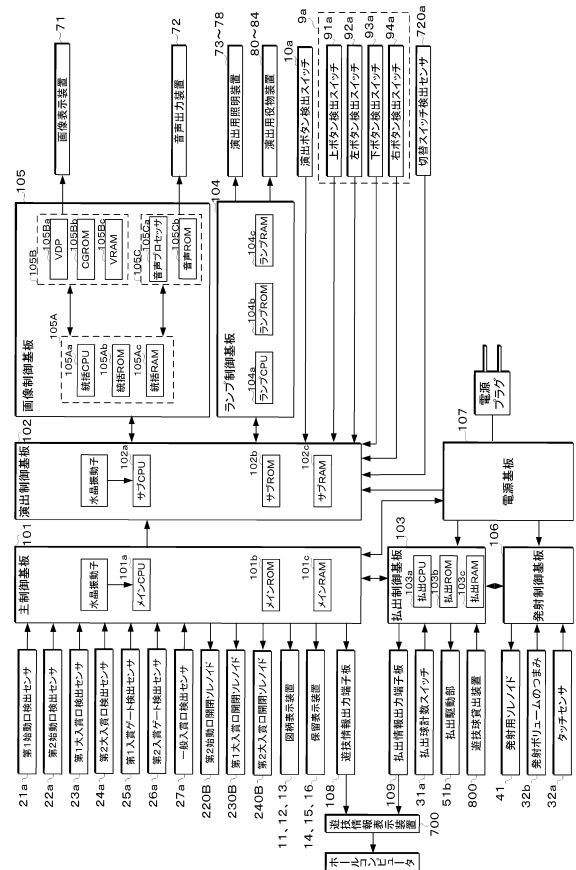 21a 第1始動口検出センサ
22a 第2始動口検出センサ
23a 第1大入賞口検出センサ
24a 第2大入賞口検出センサ
25a 第1入賞ゲート検出センサ
26a 第2入賞ゲート検出センサ
27a 一般入賞口検出センサ
220B 第2始動口開閉ソレノイド
230B 第1大入賞口開閉ソレノイド
240B 第2大入賞口開閉ソレノイド
11、12、13 図柄表示装置
14、15、16 保留表示装置
108 遊技情報出力端子板
109 払出情報出力端子板
31a 払出球計数スイッチ
51b 払出駆動部
800 遊技球貸出装置
41 発射用ソレノイド
32b 発射ボリュームのつまみ
32a タッチセンサ
700
遊技情報表示装置
ホールコンピュータ
101
主制御基板
水晶振動子
101a
メインCPU
101b
メインROM
101c
メインRAM
103
払出制御基板
103a
払出CPU
103b
払出ROM
103c
払出RAM
106
発射制御基板
102
演出制御基板
水晶振動子
102a
サブCPU
102b
サブROM
102c
サブRAM
107
電源基板
電源
プラグ
105
画像制御基板
105A
105Aa
統括CPU
105Ab
統括ROM
105Ac
統括RAM
105B
105Ba
VDP
105Bb
CGROM
105Bc
VRAM
105C
105Ca
音声プロセッサ
105Cb
音声ROM
104
ランプ制御基板
104a
ランプCPU
104b
ランプROM
104c
ランプRAM
画像表示装置 71
音声出力装置 72
演出用照明装置 73～78
演出用役物装置 80～84
演出ボタン検出スイッチ 10a
9a
上ボタン検出スイッチ 91a
左ボタン検出スイッチ 92a
下ボタン検出スイッチ 93a
右ボタン検出スイッチ 94a
切替スイッチ検出センサ 720a